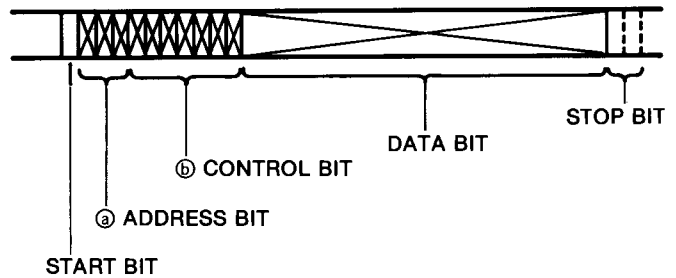 STOP BIT
DATA BIT
ⓑ CONTROL BIT
ⓐ ADDRESS BIT
START BIT